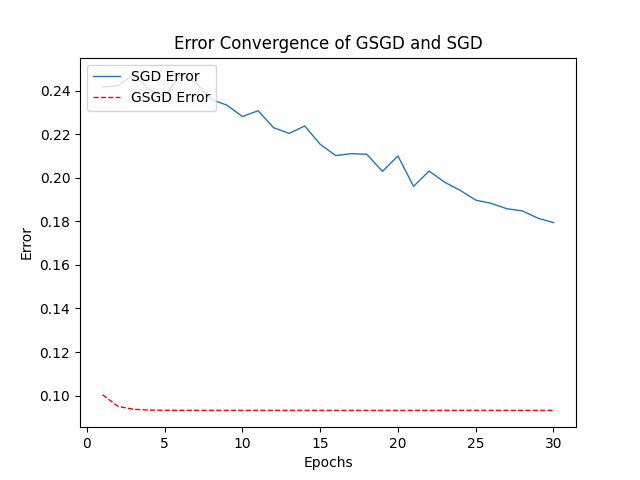 Error Convergence of GSGD and SGD
SGD Error
GSGD Error
0.24
0.22
0.20
0.18
0.16
0.14
0.12
0.10
Error
0 5 10 15 20 25 30
Epochs